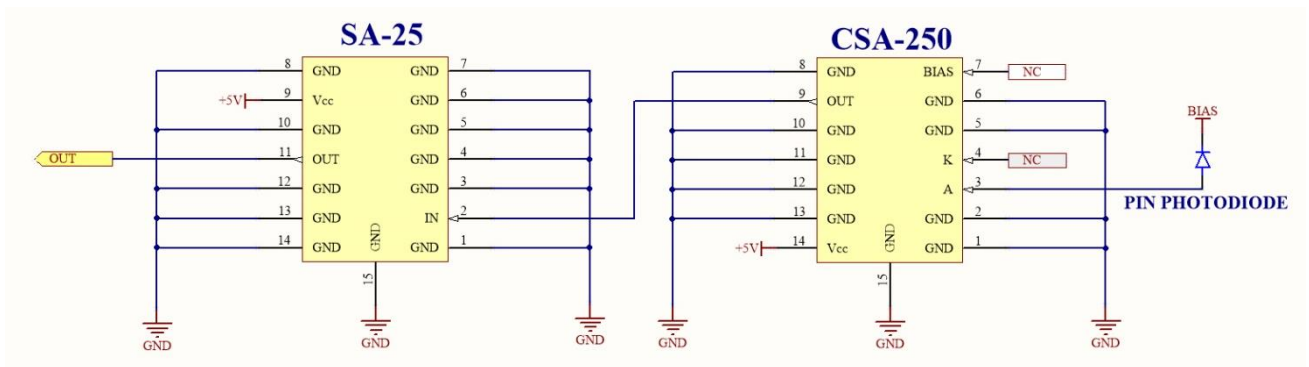 SA-25
CSA-250
8 GND GND 7
+5V 9 Vcc GND 6
10 GND GND 5
OUT 11 OUT GND 4
12 GND GND 3
13 GND IN 2
14 GND GND GND 1
15
GND GND GND
8 GND BIAS 7 NC
9 OUT GND 6
10 GND GND 5
11 GND K 4 NC
12 GND A 3
13 GND GND 2
+5V 14 Vcc GND GND 1
15
GND GND GND
BIAS
PIN PHOTODIODE